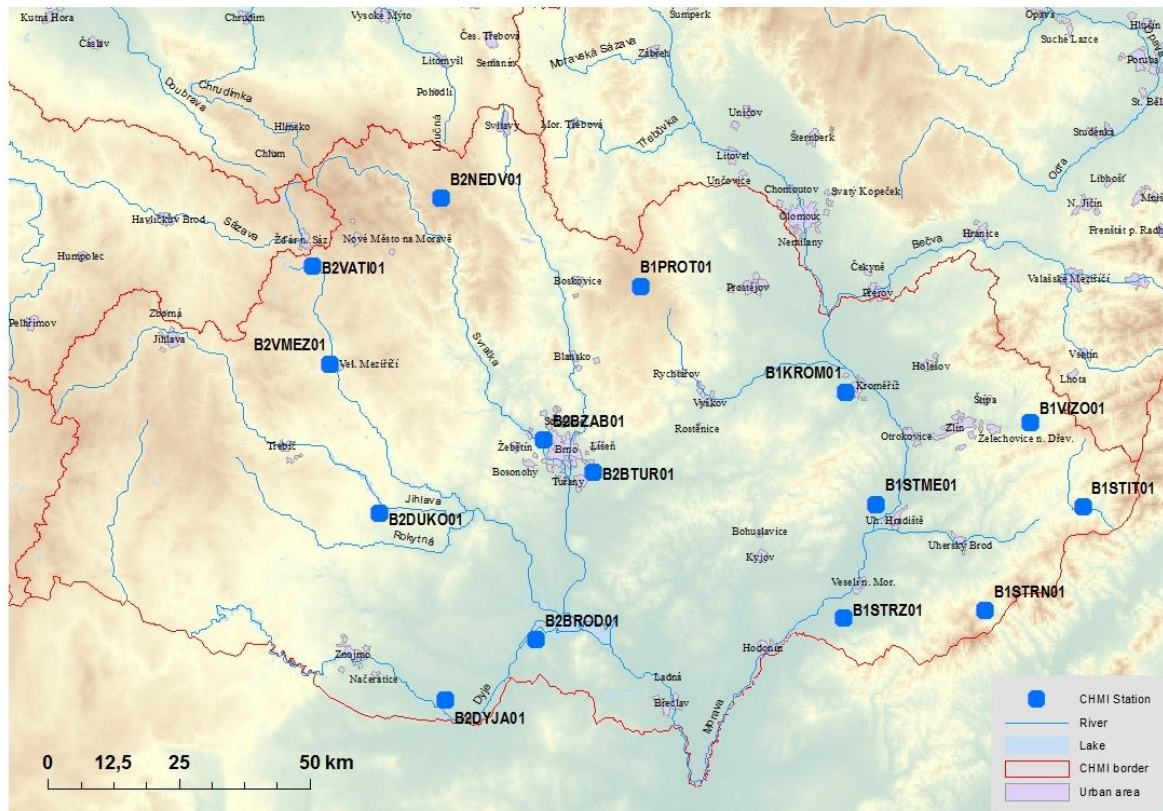 Kutná Hora
Chrudim
Vysoké Mýto
Šumperk
Opava
Hlučín
Čáslav
Čes. Třebová
Semanín
Moravská Sázava
Zábřeh
Suché Lazce
Opava
Poruba
Litomyšl
Pohodlí
Doubrava
Chrudimka
Loučná
Uničov
Hlinsko
Svitavy
Mor. Třebová
Třebůvka
Šternberk
Studénka
Chlum
Litovel
Unčovice
Odra
Libhošť
B2NEDV01
Chomoutov
Svatý Kopeček
N. Jičín
Havlíčkův Brod
Sázava
Olomouc
Žďár n. Sáz.
Nové Město na Moravě
Nemilany
Bečva
Hranice
Frenštát p. Radh
Humpolec
B2VATI01
B1PROT01
Čekyně
Boskovice
Prostějov
Přerov
Valašské Meziříčí
Pelhřimov
Zborná
Jihlava
Svratka
B2VMEZ01
Vel. Meziříčí
Blansko
Vsetín
Holešov
Rychtářov
B1KROM01
Kroměříž
Lhota
Vyškov
Štípa
B2BZAB01
Rostěnice
B1VIZO01
Zlín
Třebíč
Žebětín
Líšeň
Otrokovice
Želechovice n. Dřev.
Brno
Bosonohy
B2BTUR01
Tuřany
Jihlava
B1STME01
B1STIT01
B2DUKO01
Uh. Hradiště
Rokytná
Bohuslavice
Uherský Brod
Kyjov
Veselí n. Mor.
B1STRN01
B1STRZ01
B2BROD01
Hodonín
Znojmo
Načeratice
Ladná
Dyje
Břeclav
Morava
B2DYJA01
CHMI Station
River
Lake
CHMI border
Urban area
0 12,5 25 50 km